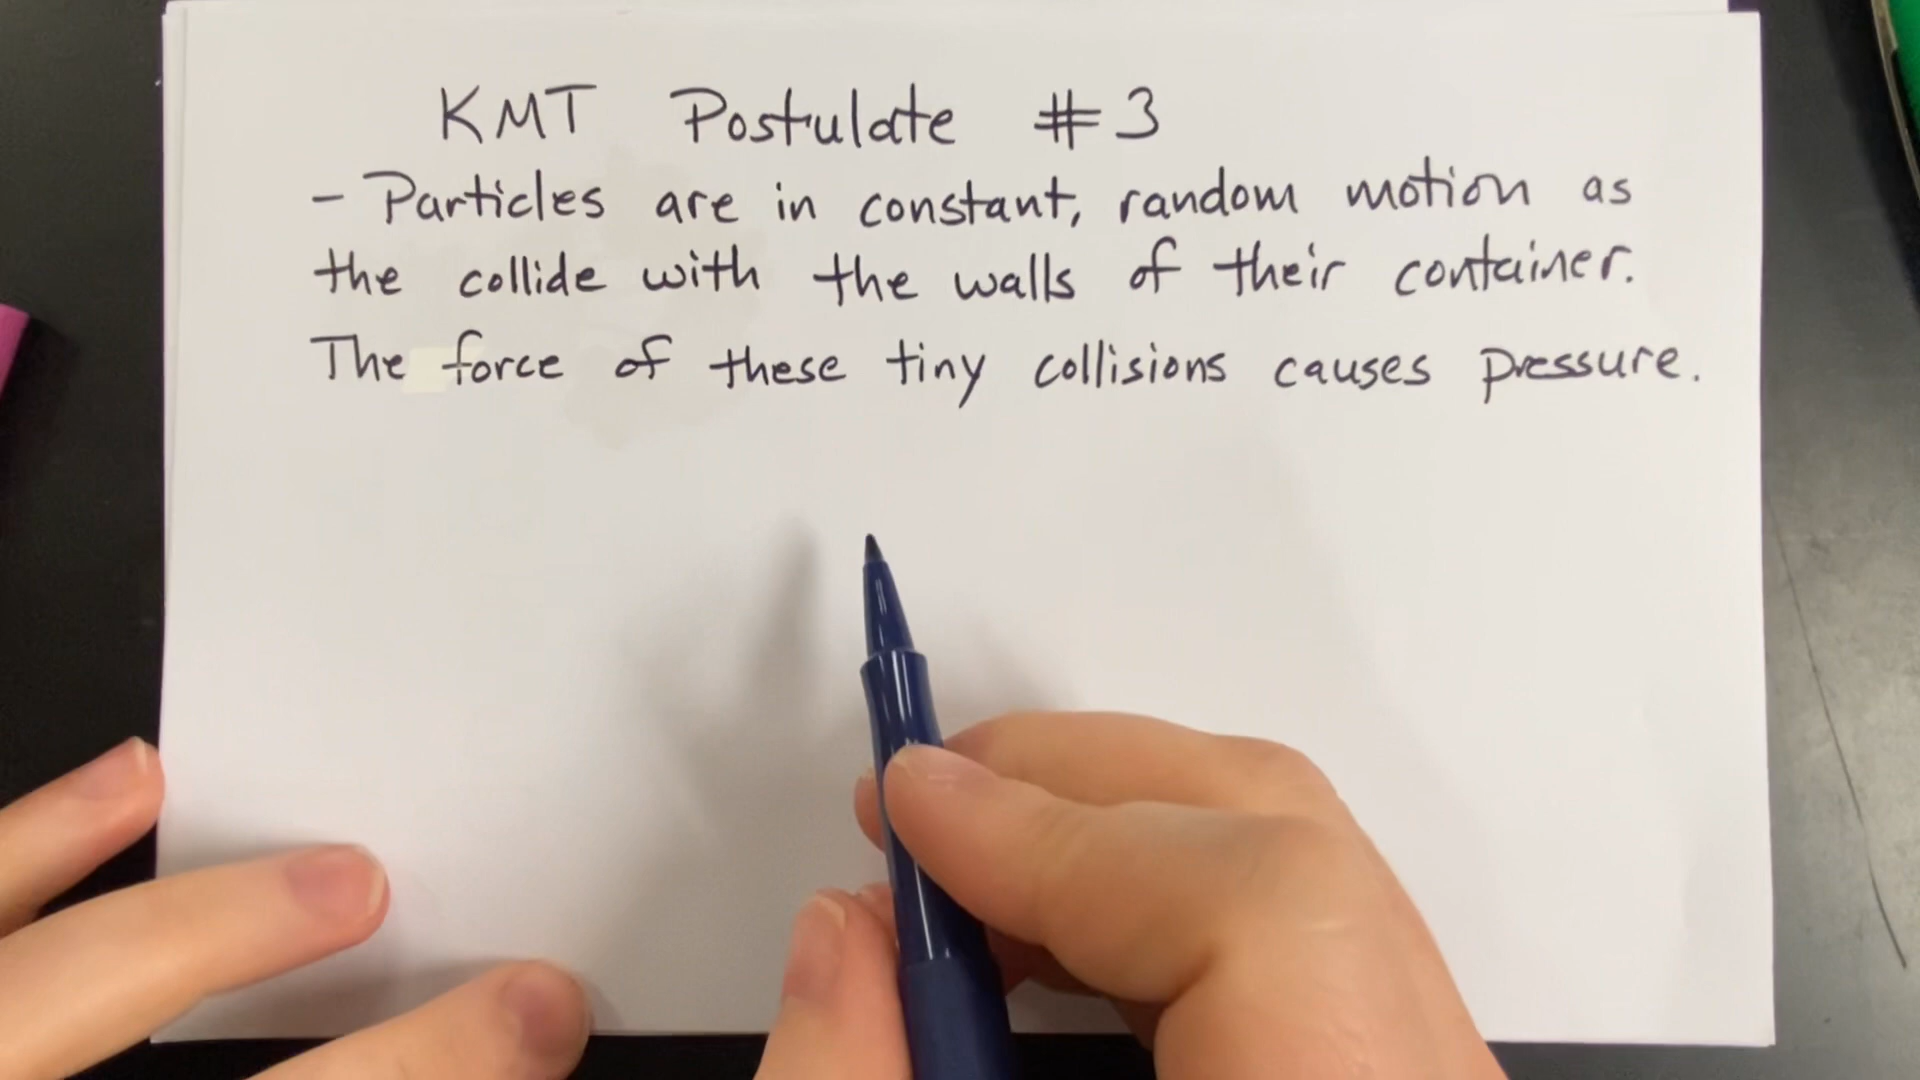 KMT Postulate #3
- Particles are in constant, random motion as
the collide with the walls of their container.
The force of these tiny collisions causes pressure.